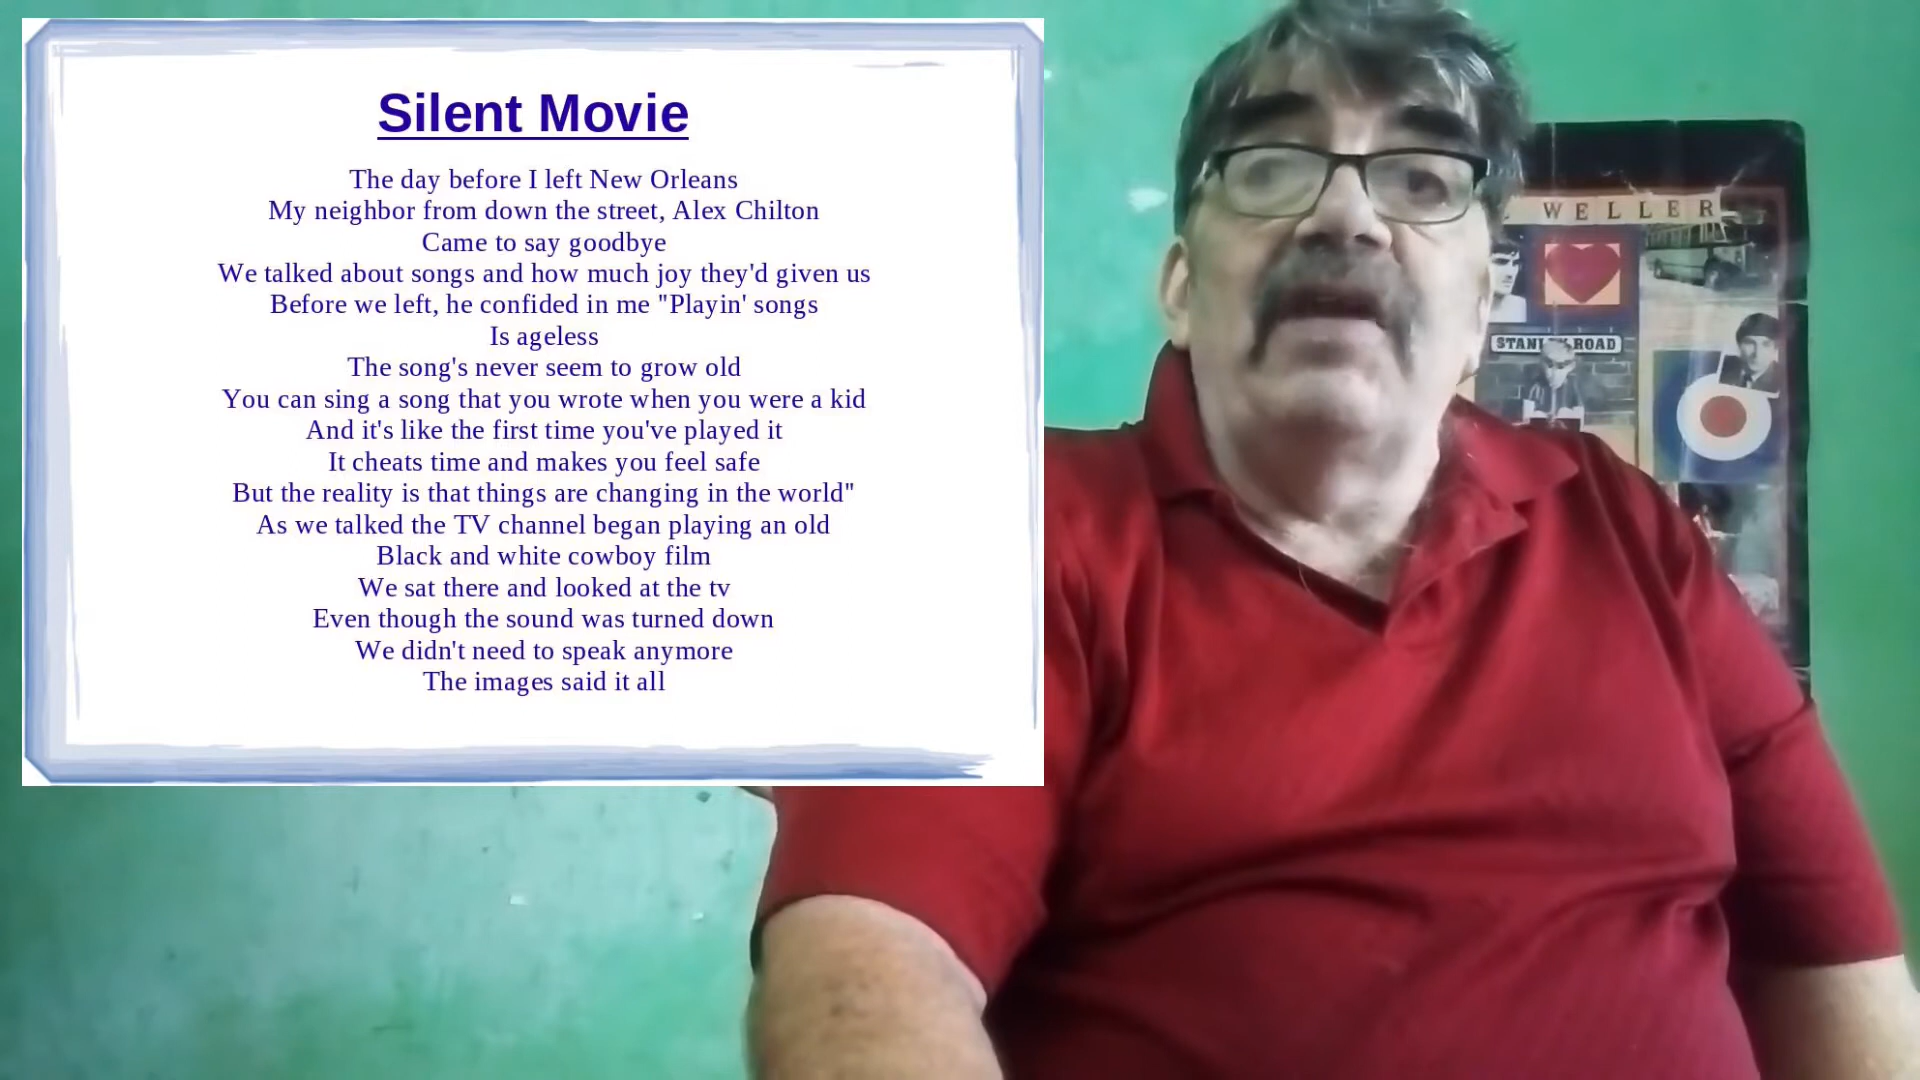 Silent Movie
The day before I left New Orleans
My neighbor from down the street, Alex Chilton
Came to say goodbye
We talked about songs and how much joy they'd given us
Before we left, he confided in me "Playin' songs
Is ageless
The song's never seem to grow old
You can sing a song that you wrote when you were a kid
And it's like the first time you've played it
It cheats time and makes you feel safe
But the reality is that things are changing in the world"
As we talked the TV channel began playing an old
Black and white cowboy film
We sat there and looked at the tv
Even though the sound was turned down
We didn't need to speak anymore
The images said it all
WELLER
STANLEY ROAD